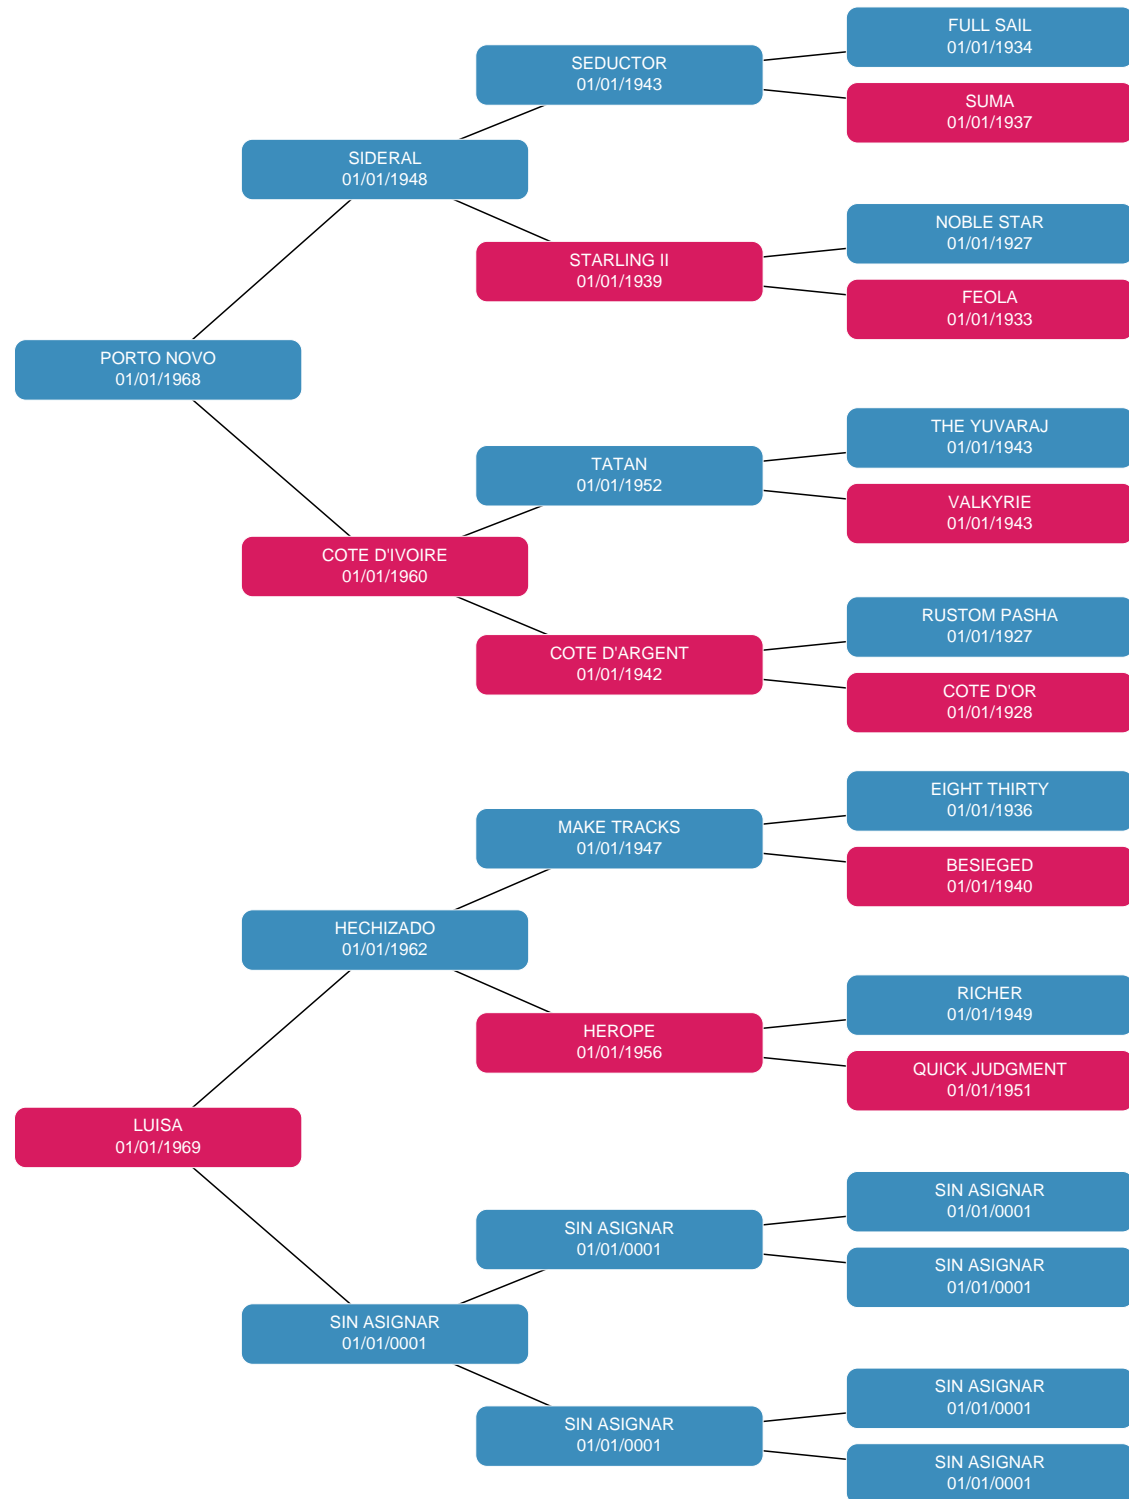 FULL SAIL
01/01/1934
SEDUCTOR
01/01/1943
SUMA
01/01/1937
SIDERAL
01/01/1948
NOBLE STAR
01/01/1927
STARLING II
01/01/1939
FEOLA
01/01/1933
PORTO NOVO
01/01/1968
THE YUVARAJ
01/01/1943
TATAN
01/01/1952
VALKYRIE
01/01/1943
COTE D'IVOIRE
01/01/1960
RUSTOM PASHA
01/01/1927
COTE D'ARGENT
01/01/1942
COTE D'OR
01/01/1928
EIGHT THIRTY
01/01/1936
MAKE TRACKS
01/01/1947
BESIEGED
01/01/1940
HECHIZADO
01/01/1962
RICHER
01/01/1949
HEROPE
01/01/1956
QUICK JUDGMENT
01/01/1951
LUISA
01/01/1969
SIN ASIGNAR
01/01/0001
SIN ASIGNAR
01/01/0001
SIN ASIGNAR
01/01/0001
SIN ASIGNAR
01/01/0001
SIN ASIGNAR
01/01/0001
SIN ASIGNAR
01/01/0001
SIN ASIGNAR
01/01/0001